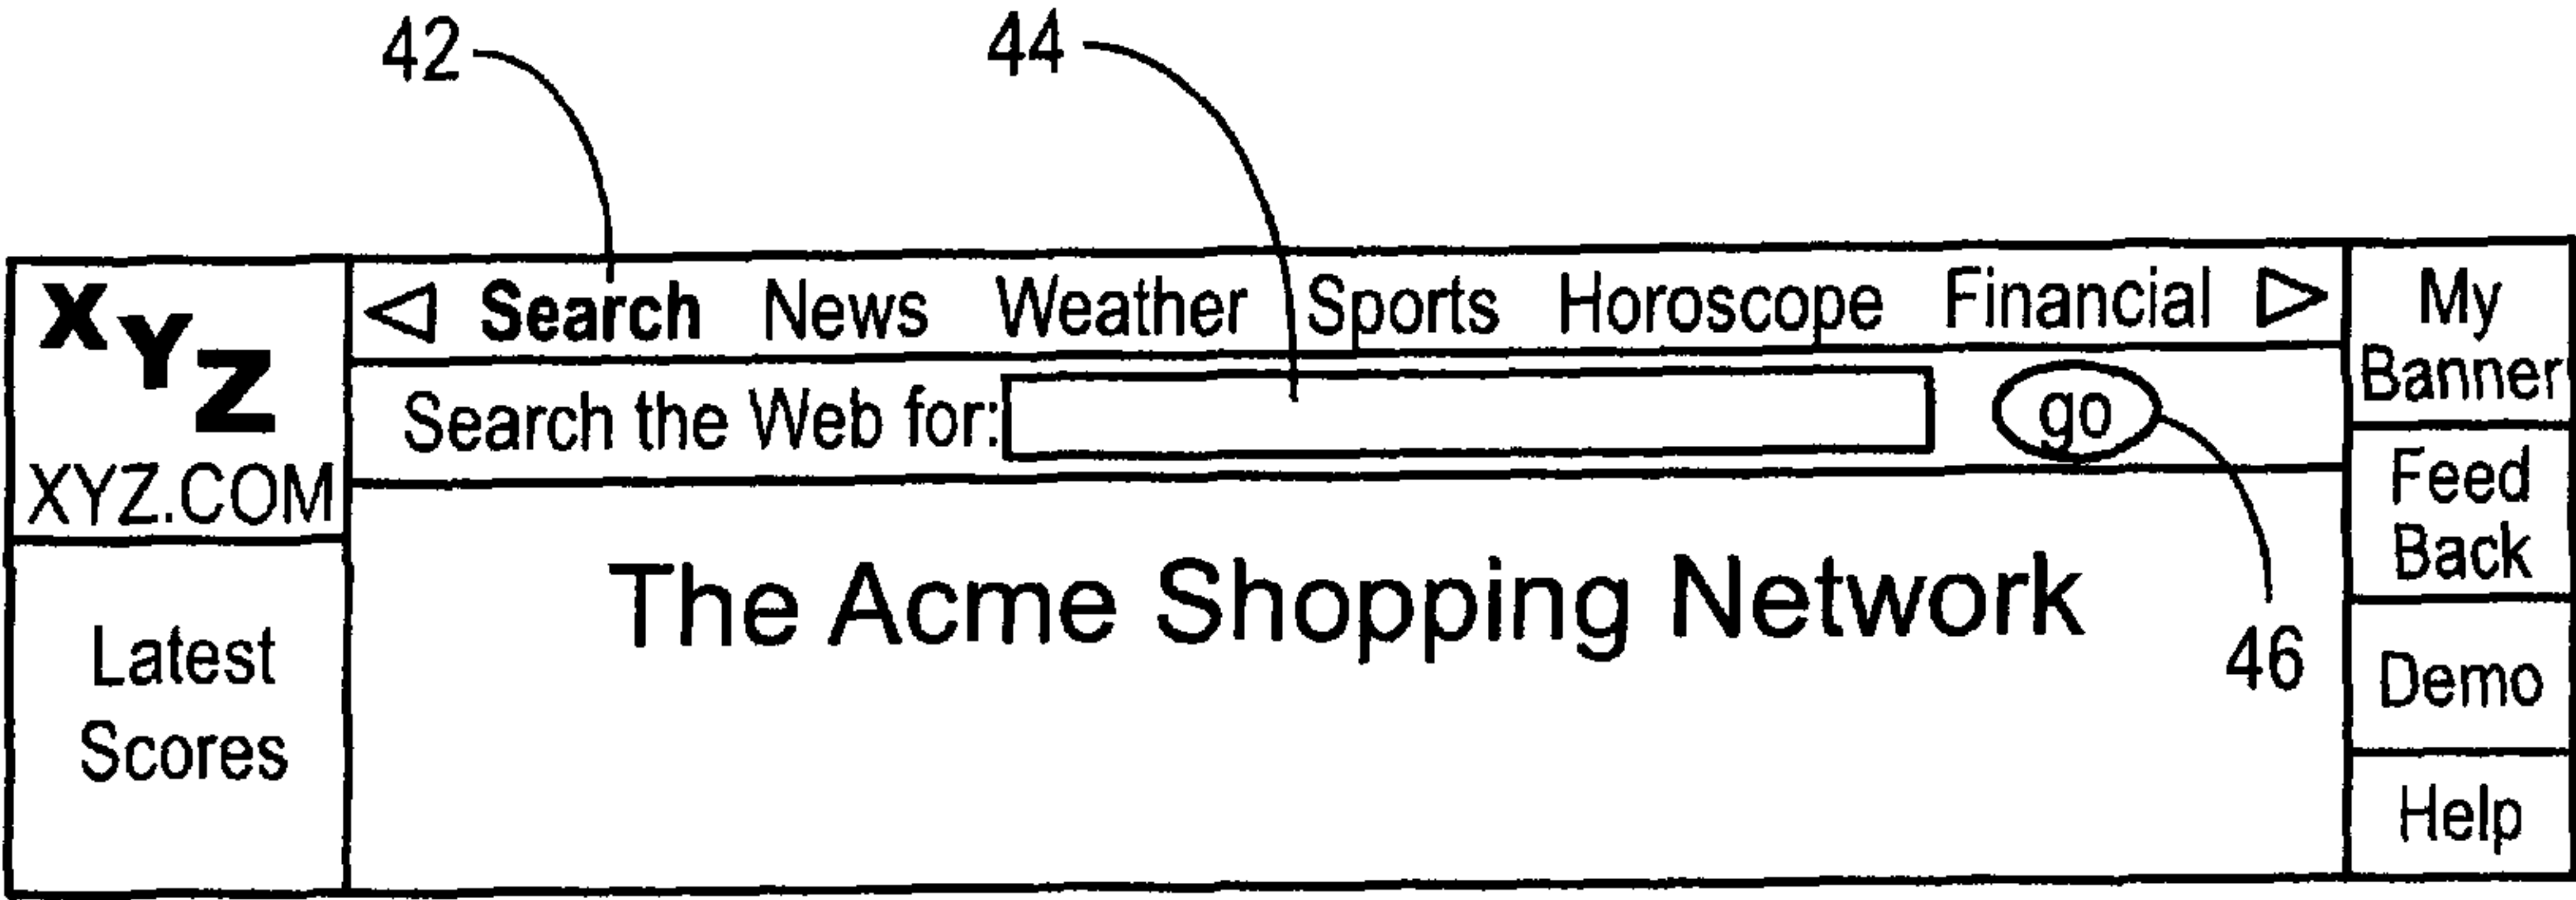 42 44
X Y Z
XYZ.COM
Latest
Scores
Search News Weather Sports Horoscope Financial
Search the Web for: go
The Acme Shopping Network
46
My
Banner
Feed
Back
Demo
Help